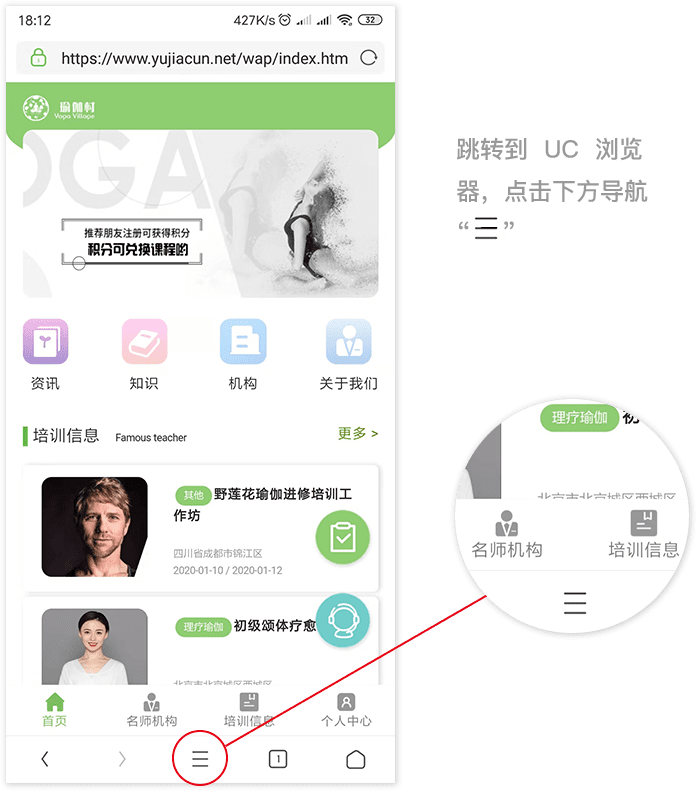 18:12
427K/s
32
https://www.yujiacun.net/wap/index.htm
瑜伽村
Yoga Village
OGA
推荐朋友注册可获得积分
积分可兑换课程哟
资讯
知识
机构
关于我们
培训信息 Famous teacher
更多 >
其他 野莲花瑜伽进修培训工
作坊
四川省成都市锦江区
2020-01-10 / 2020-01-12
理疗瑜伽 初级颂体疗愈
北京市北京城区西城区
首页
名师机构
培训信息
个人中心
1
跳转到 UC 浏览
器，点击下方导航
“☰”
理疗瑜伽 初
北京市北京城区西城区
名师机构
培训信息